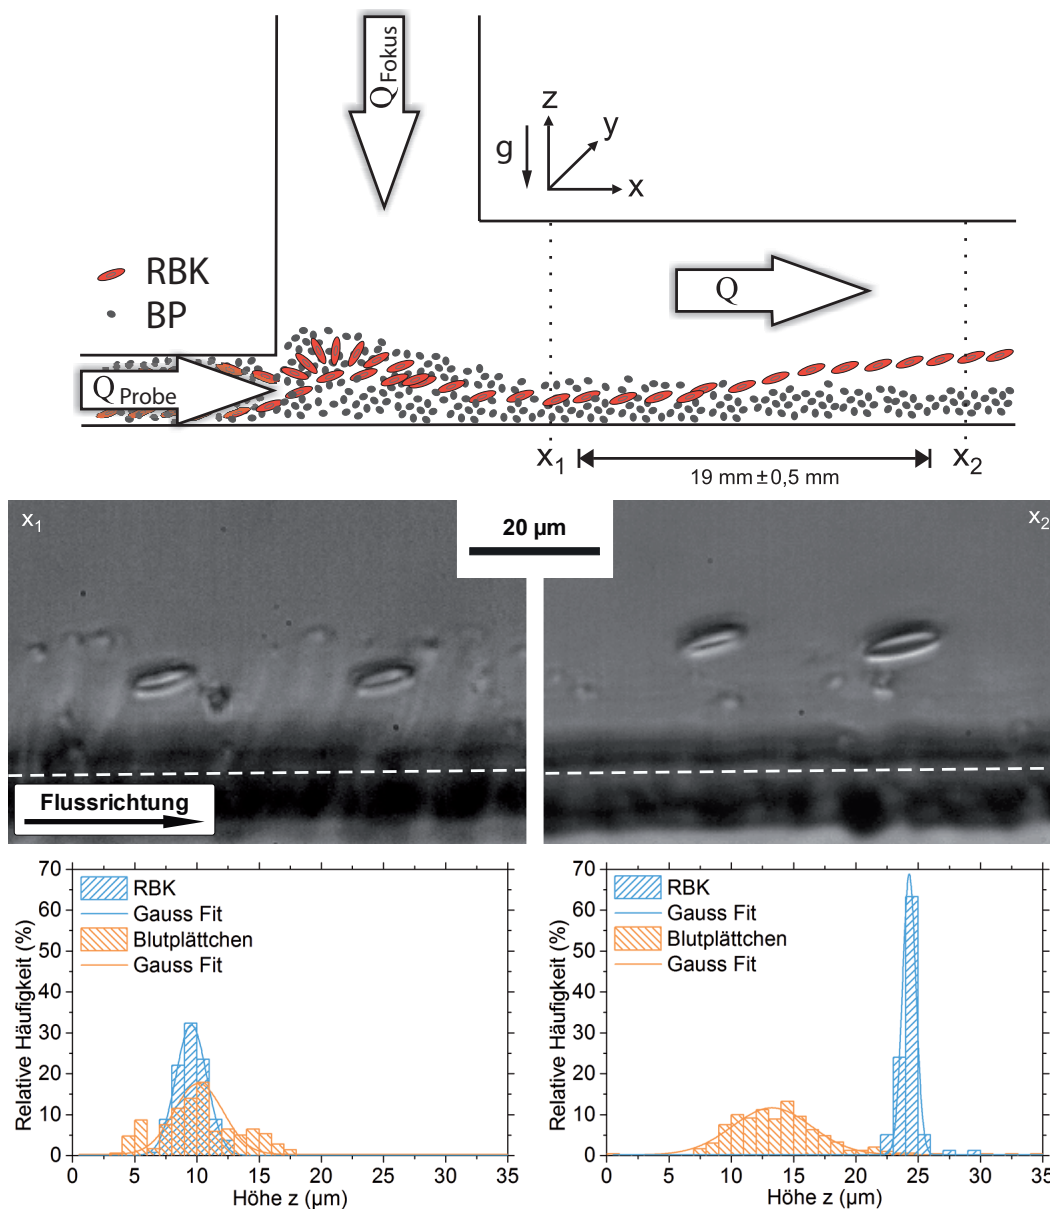 Q Fokus
z
y
g
x
RBK
BP
Q
Q Probe
x1
x2
19 mm ± 0,5 mm
x1
20 µm
x2
Flussrichtung
70
60
50
40
30
20
10
0
Relative Häufigkeit (%)
RBK
Gauss Fit
Blutplättchen
Gauss Fit
0 5 10 15 20 25 30 35
Höhe z (µm)
70
60
50
40
30
20
10
0
Relative Häufigkeit (%)
RBK
Gauss Fit
Blutplättchen
Gauss Fit
0 5 10 15 20 25 30 35
Höhe z (µm)